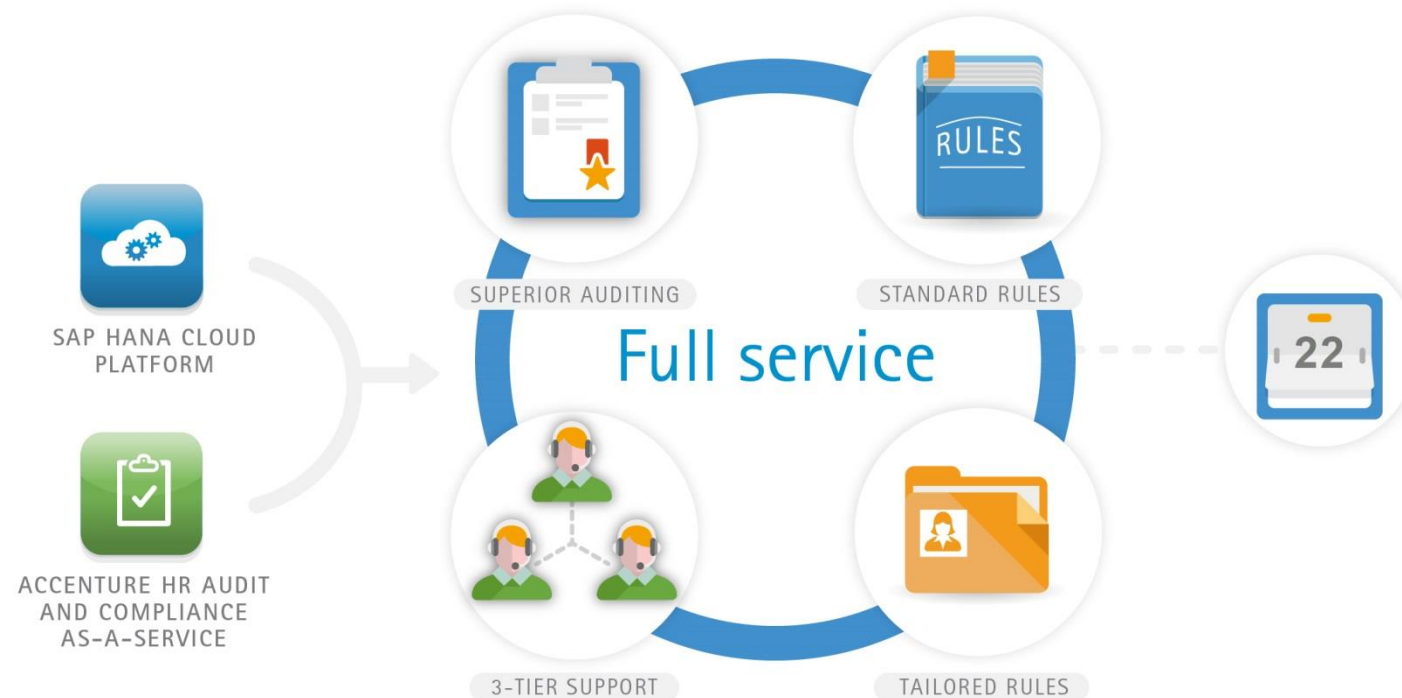 SUPERIOR AUDITING
RULES
STANDARD RULES
SAP HANA CLOUD
PLATFORM
Full service
22
ACCENTURE HR AUDIT
AND COMPLIANCE
AS-A-SERVICE
3-TIER SUPPORT
TAILORED RULES